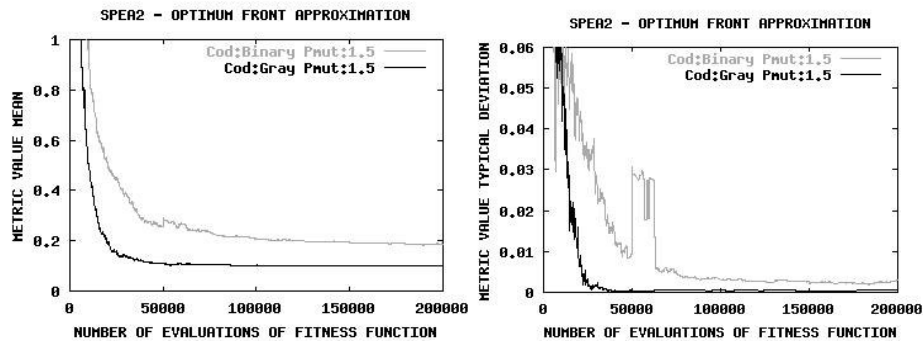 SPEA2 - OPTIMUM FRONT APPROXIMATION
METRIC VALUE MEAN
1
0.8
0.6
0.4
0.2
0
Cod:Binary Pmut:1.5
Cod:Gray Pmut:1.5
0 50000 100000 150000 200000
NUMBER OF EVALUATIONS OF FITNESS FUNCTION
SPEA2 - OPTIMUM FRONT APPROXIMATION
METRIC VALUE TYPICAL DEVIATION
0.06
0.05
0.04
0.03
0.02
0.01
0
Cod:Binary Pmut:1.5
Cod:Gray Pmut:1.5
0 50000 100000 150000 200000
NUMBER OF EVALUATIONS OF FITNESS FUNCTION